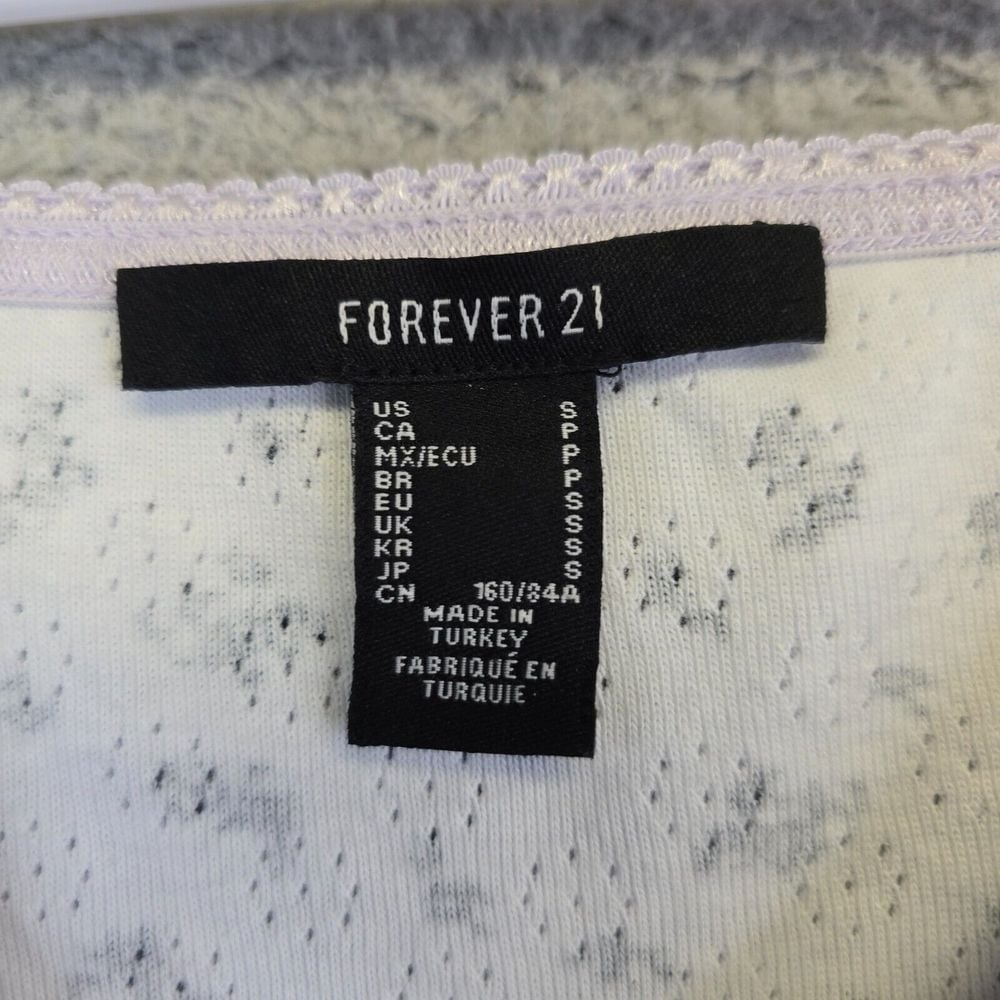 FOREVER 21
US S
CA P
MX/ECU P
BR P
EU S
UK S
KR S
JP S
CN 160/84A
MADE IN
TURKEY
FABRIQUÉ EN
TURQUIE